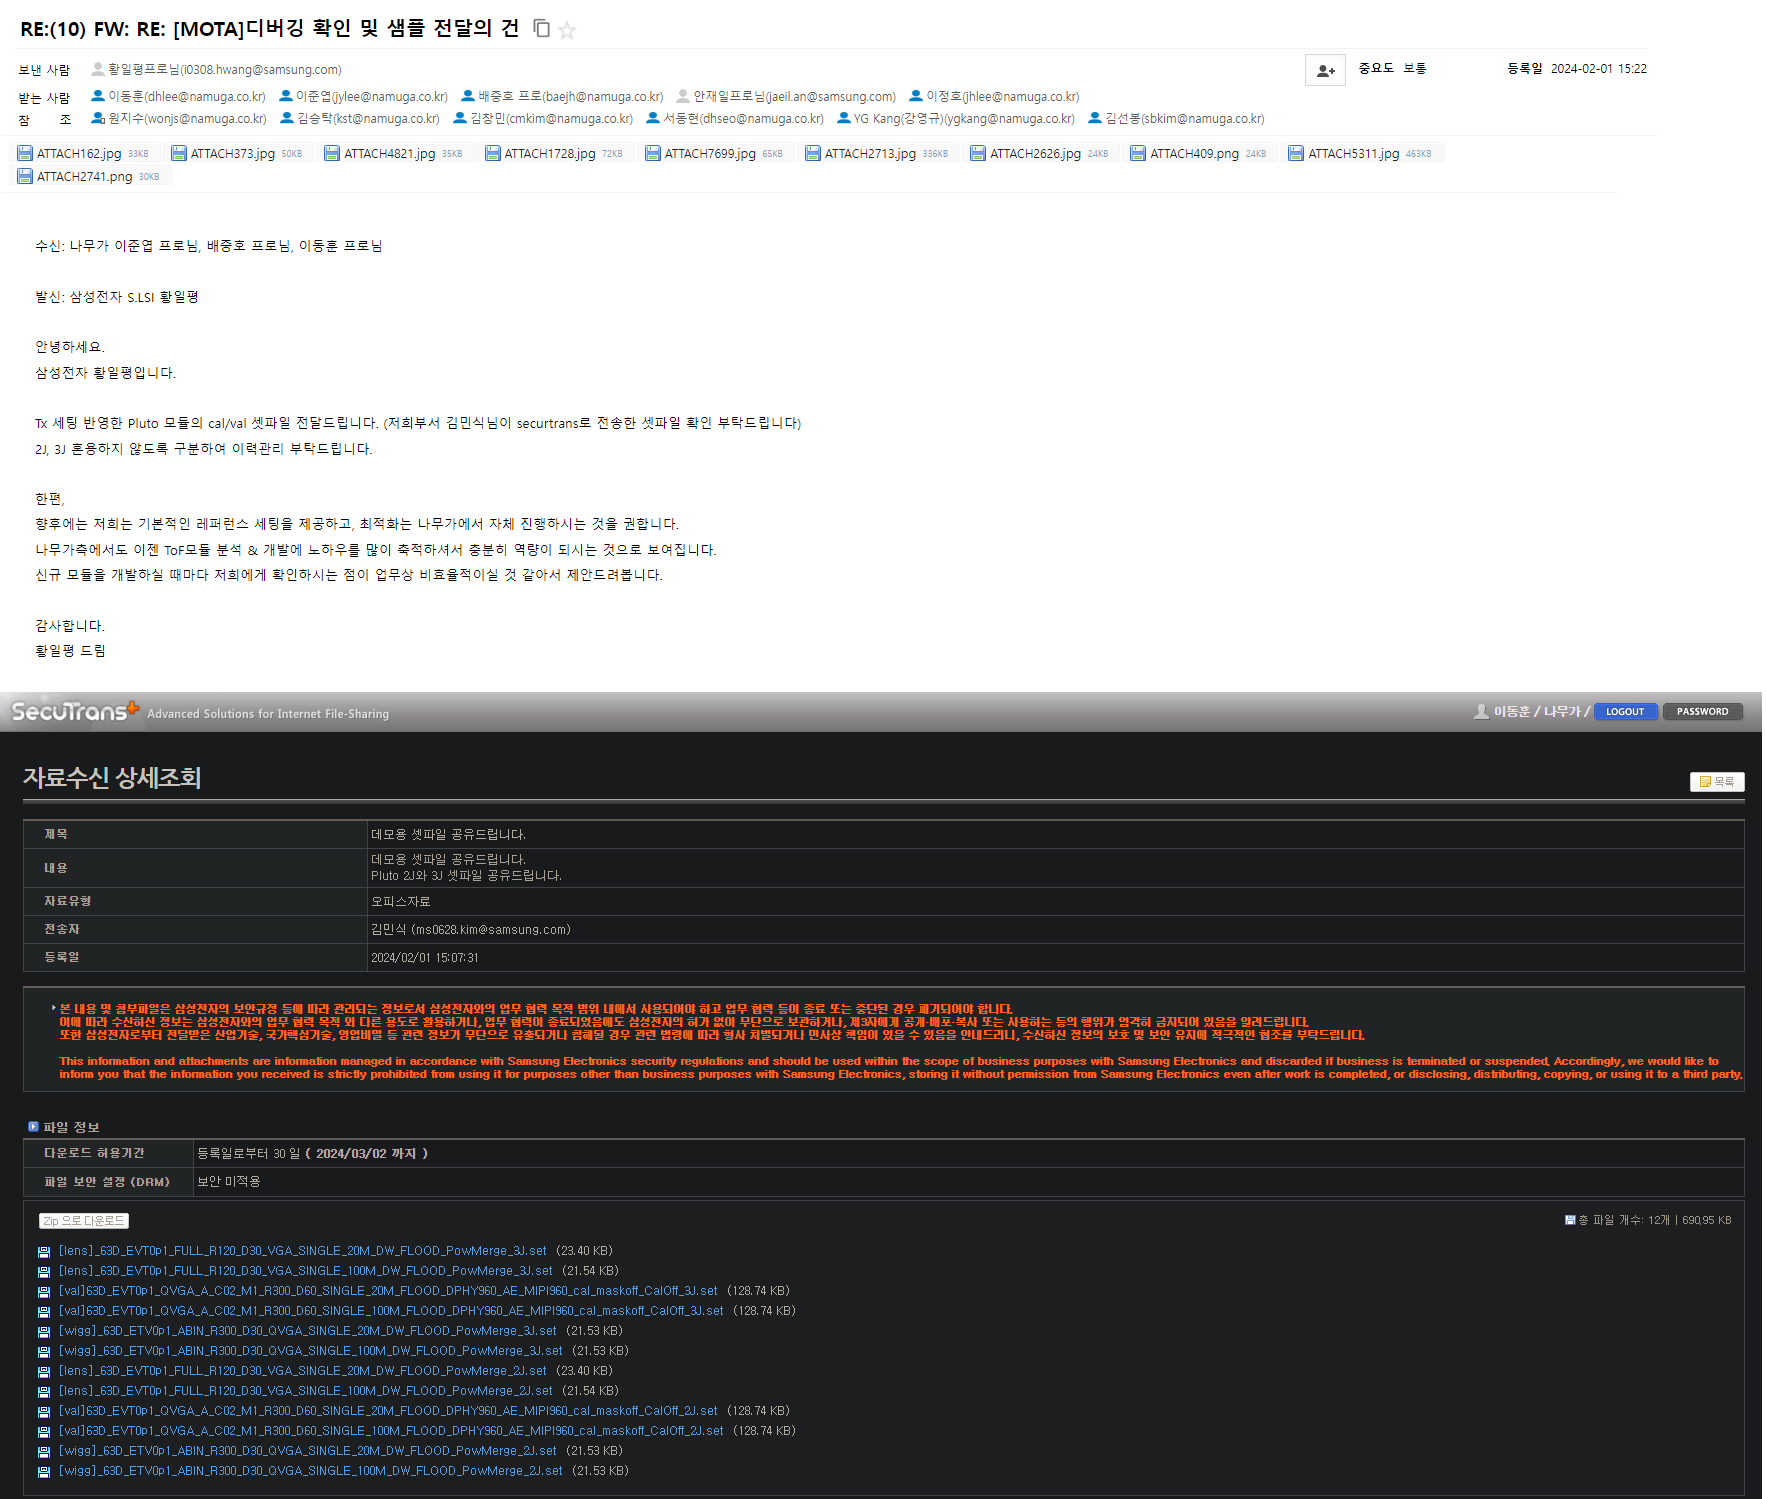 RE:(10) FW: RE: [MOTA]디버깅 확인 및 샘플 전달의 건
보낸 사람 황일평프로님(i0308.hwang@samsung.com) 중요도 보통 등록일 2024-02-01 15:22
받는 사람 이동훈(dhlee@namuga.co.kr) 이준엽(jylee@namuga.co.kr) 배중호 프로(baejh@namuga.co.kr) 안재일프로님(jaeil.an@samsung.com) 이정호(jhlee@namuga.co.kr)
참 조 원지수(wonjs@namuga.co.kr) 김승탁(kst@namuga.co.kr) 김창민(cmkim@namuga.co.kr) 서동현(dhseo@namuga.co.kr) YG Kang(강영규)(ygkang@namuga.co.kr) 김선봉(sbkim@namuga.co.kr)
ATTACH162.jpg 33KB ATTACH373.jpg 50KB ATTACH4821.jpg 35KB ATTACH1728.jpg 72KB ATTACH7699.jpg 65KB ATTACH2713.jpg 336KB ATTACH2626.jpg 24KB ATTACH409.png 24KB ATTACH5311.jpg 463KB
ATTACH2741.png 30KB
수신: 나무가 이준엽 프로님, 배중호 프로님, 이동훈 프로님
발신: 삼성전자 S.LSI 황일평
안녕하세요.
삼성전자 황일평입니다.
Tx 세팅 반영한 Pluto 모듈의 cal/val 셋파일 전달드립니다. (저희부서 김민식님이 securtrans로 전송한 셋파일 확인 부탁드립니다)
2J, 3J 혼용하지 않도록 구분하여 이력관리 부탁드립니다.
한편,
향후에는 저희는 기본적인 레퍼런스 세팅을 제공하고, 최적화는 나무가에서 자체 진행하시는 것을 권합니다.
나무가측에서도 이젠 ToF모듈 분석 & 개발에 노하우를 많이 축적하셔서 충분히 역량이 되시는 것으로 보여집니다.
신규 모듈을 개발하실 때마다 저희에게 확인하시는 점이 업무상 비효율적이실 것 같아서 제안드려봅니다.
감사합니다.
황일평 드림
SecuTrans+ Advanced Solutions for Internet File-Sharing 이동훈 / 나무가 / LOGOUT PASSWORD
자료수신 상세조회
목록
제목 데모용 셋파일 공유드립니다.
내용 데모용 셋파일 공유드립니다.
Pluto 2J와 3J 셋파일 공유드립니다.
자료유형 오피스자료
전송자 김민식 (ms0628.kim@samsung.com)
등록일 2024/02/01 15:07:31
본 내용 및 첨부파일은 삼성전자의 보안규정 등에 따라 관리되는 정보로서 삼성전자와의 업무 협력 목적 범위 내에서 사용되어야 하고 업무 협력 등이 종료 또는 중단된 경우 폐기되어야 합니다.
이에 따라 수신하신 정보는 삼성전자와의 업무 협력 목적 외 다른 용도로 활용하거나, 업무 협력이 종료되었음에도 삼성전자의 허가 없이 무단으로 보관하거나, 제3자에게 공개·배포·복사 또는 사용하는 등의 행위가 엄격히 금지되어 있음을 알려드립니다.
또한 삼성전자로부터 전달받은 산업기술, 국가핵심기술, 영업비밀 등 관련 정보가 무단으로 유출되거나 침해될 경우 관련 법령에 따라 형사 처벌되거나 민사상 책임이 있을 수 있음을 안내드리니, 수신하신 정보의 보호 및 보안 유지에 적극적인 협조를 부탁드립니다.
This information and attachments are information managed in accordance with Samsung Electronics security regulations and should be used within the scope of business purposes with Samsung Electronics and discarded if business is terminated or suspended. Accordingly, we would like to
inform you that the information you received is strictly prohibited from using it for purposes other than business purposes with Samsung Electronics, storing it without permission from Samsung Electronics even after work is completed, or disclosing, distributing, copying, or using it to a third party.
파일 정보
다운로드 허용기간 등록일로부터 30 일 ( 2024/03/02 까지 )
파일 보안 설정 (DRM) 보안 미적용
Zip 으로 다운로드 총 파일 개수: 12개 | 690,95 KB
[lens]_63D_EVT0p1_FULL_R120_D30_VGA_SINGLE_20M_DW_FLOOD_PowMerge_3J.set (23.40 KB)
[lens]_63D_EVT0p1_FULL_R120_D30_VGA_SINGLE_100M_DW_FLOOD_PowMerge_3J.set (21.54 KB)
[val]63D_EVT0p1_QVGA_A_C02_M1_R300_D60_SINGLE_20M_FLOOD_DPHY960_AE_MIPI960_cal_maskoff_CalOff_3J.set (128.74 KB)
[val]63D_EVT0p1_QVGA_A_C02_M1_R300_D60_SINGLE_100M_FLOOD_DPHY960_AE_MIPI960_cal_maskoff_CalOff_3J.set (128.74 KB)
[wigg]_63D_ETV0p1_ABIN_R300_D30_QVGA_SINGLE_20M_DW_FLOOD_PowMerge_3J.set (21.53 KB)
[wigg]_63D_ETV0p1_ABIN_R300_D30_QVGA_SINGLE_100M_DW_FLOOD_PowMerge_3J.set (21.53 KB)
[lens]_63D_EVT0p1_FULL_R120_D30_VGA_SINGLE_20M_DW_FLOOD_PowMerge_2J.set (23.40 KB)
[lens]_63D_EVT0p1_FULL_R120_D30_VGA_SINGLE_100M_DW_FLOOD_PowMerge_2J.set (21.54 KB)
[val]63D_EVT0p1_QVGA_A_C02_M1_R300_D60_SINGLE_20M_FLOOD_DPHY960_AE_MIPI960_cal_maskoff_CalOff_2J.set (128.74 KB)
[val]63D_EVT0p1_QVGA_A_C02_M1_R300_D60_SINGLE_100M_FLOOD_DPHY960_AE_MIPI960_cal_maskoff_CalOff_2J.set (128.74 KB)
[wigg]_63D_ETV0p1_ABIN_R300_D30_QVGA_SINGLE_20M_DW_FLOOD_PowMerge_2J.set (21.53 KB)
[wigg]_63D_ETV0p1_ABIN_R300_D30_QVGA_SINGLE_100M_DW_FLOOD_PowMerge_2J.set (21.53 KB)